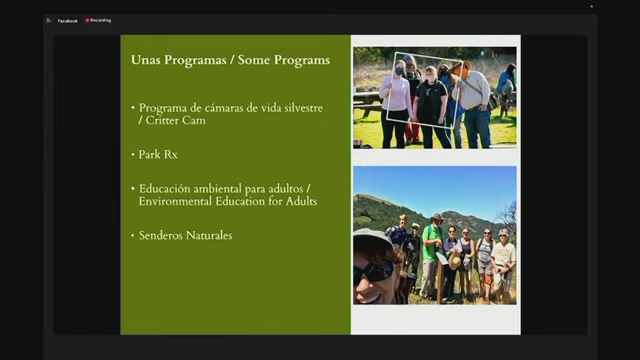 Facebook
Recording
Unas Programas / Some Programs
• Programa de cámaras de vida silvestre
/ Critter Cam
• Park Rx
• Educación ambiental para adultos /
Environmental Education for Adults
• Senderos Naturales